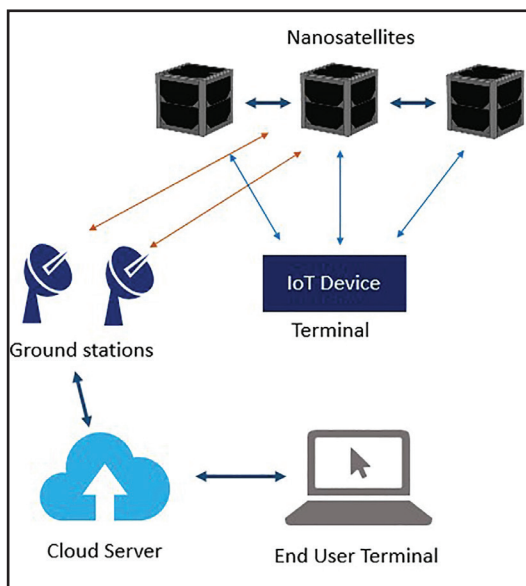 Nanosatellites
IoT Device
Terminal
Ground stations
Cloud Server
End User Terminal